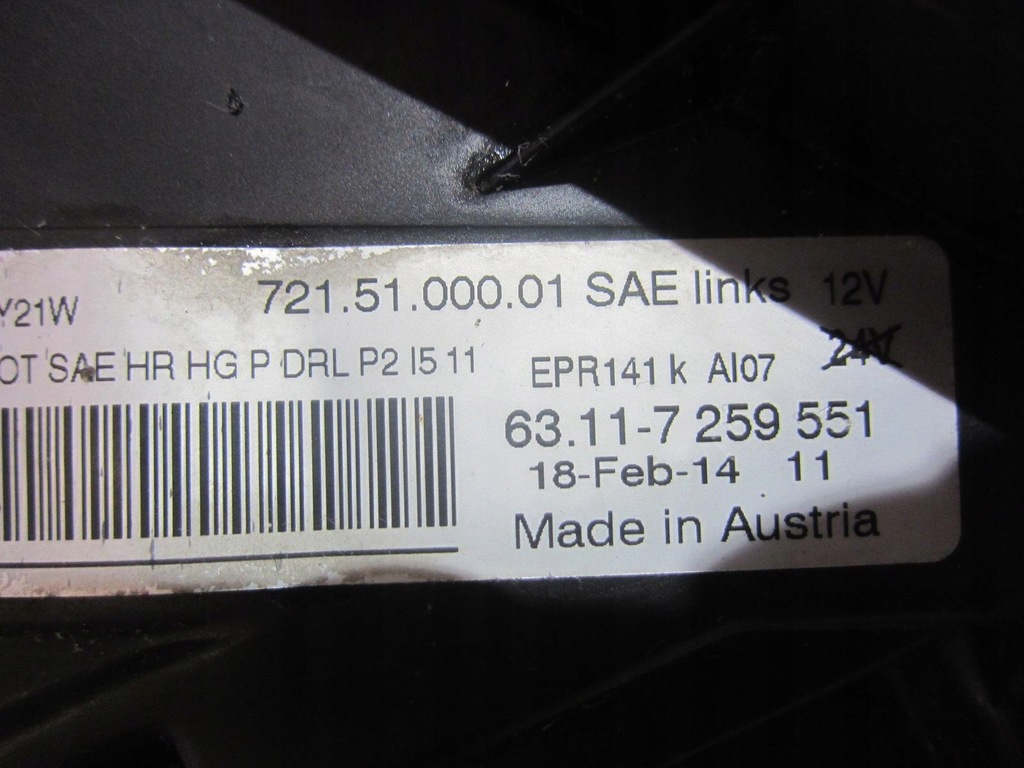 721.51.000.01 SAE links 12V
Y21W
24V
OT SAE HR HG P DRL P2 I5 11
EPR141 k AI07
63.11-7 259 551
18-Feb-14 11
Made in Austria